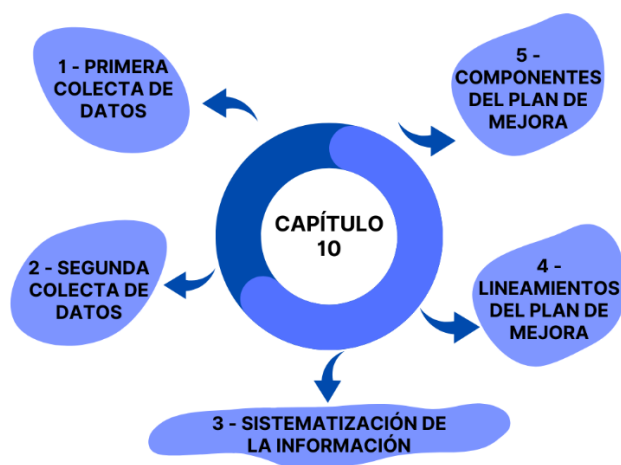 CAPÍTULO
10
1 - PRIMERA
COLECTA DE
DATOS
2 - SEGUNDA
COLECTA DE
DATOS
3 - SISTEMATIZACIÓN DE
LA INFORMACIÓN
4 -
LINEAMIENTOS
DEL PLAN DE
MEJORA
5 -
COMPONENTES
DEL PLAN DE
MEJORA